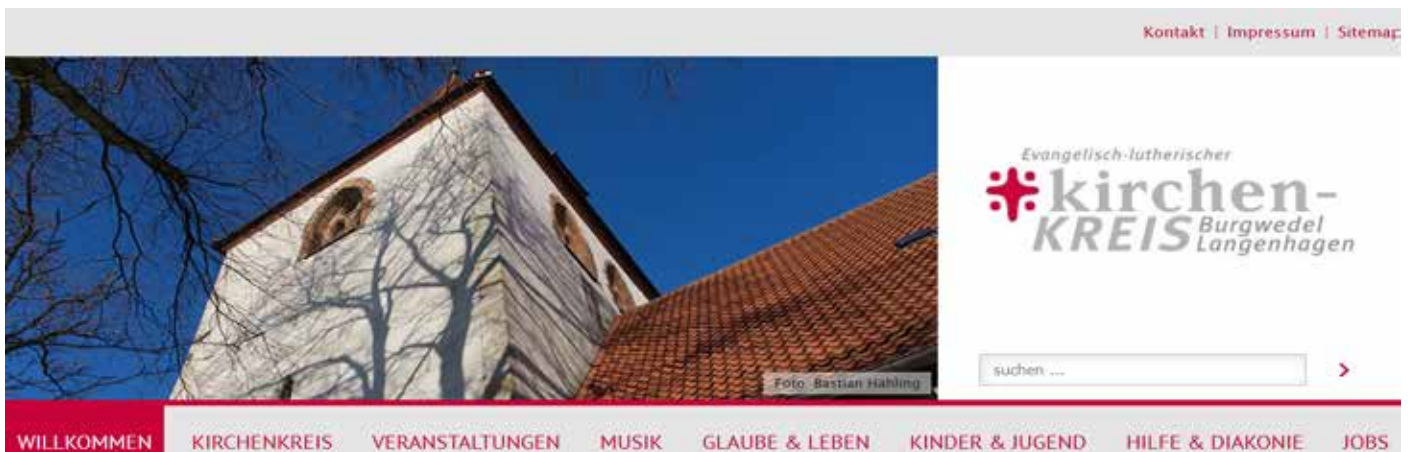 Kontakt | Impressum | Sitemap
Evangelisch-lutherischer
kirchen-
KREIS Burgwedel
Langenhagen
suchen ...
Foto Bastian Hahling
WILLKOMMEN KIRCHENKREIS VERANSTALTUNGEN MUSIK GLAUBE & LEBEN KINDER & JUGEND HILFE & DIAKONIE JOBS